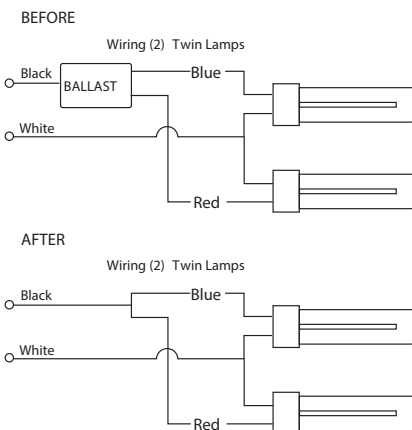 BEFORE
Wiring (2) Twin Lamps
Black
Blue
BALLAST
White
Red
AFTER
Wiring (2) Twin Lamps
Black
Blue
White
Red